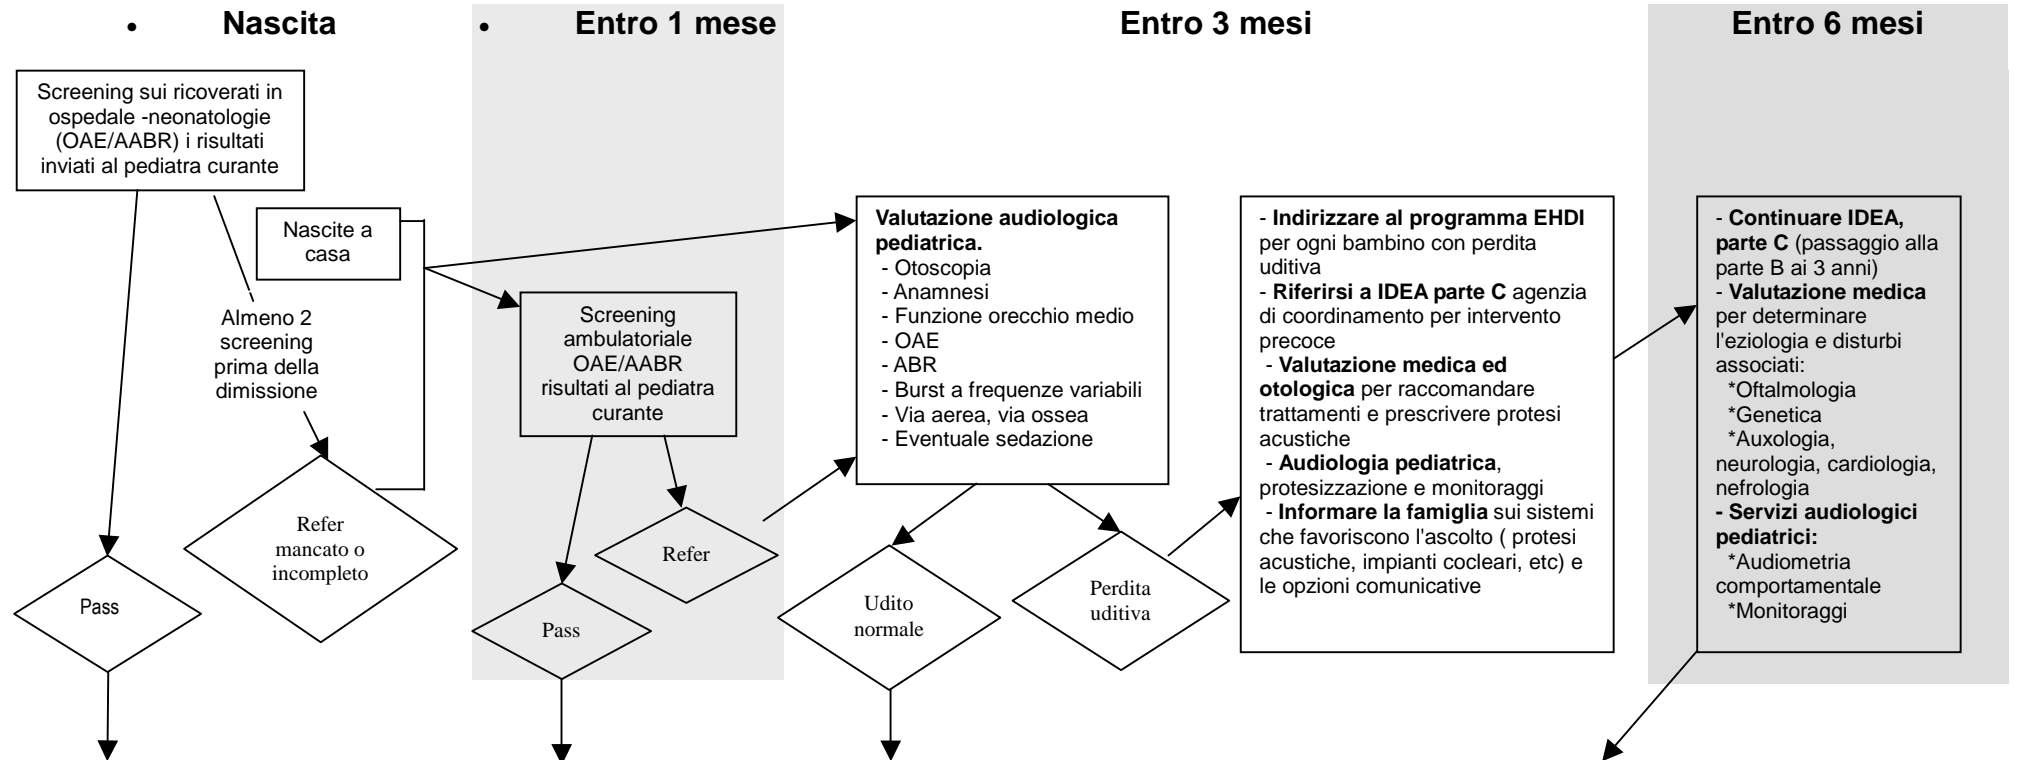 • Nascita
• Entro 1 mese
Entro 3 mesi
Entro 6 mesi
Screening sui ricoverati in
ospedale -neonatologie
(OAE/AABR) i risultati
inviati al pediatra curante
Nascite a
casa
Almeno 2
screening
prima della
dimissione
Refer
mancato o
incompleto
Pass
Screening
ambulatoriale
OAE/AABR
risultati al pediatra
curante
Refer
Pass
Valutazione audiologica
pediatrica.
- Otoscopia
- Anamnesi
- Funzione orecchio medio
- OAE
- ABR
- Burst a frequenze variabili
- Via aerea, via ossea
- Eventuale sedazione
Udito
normale
Perdita
uditiva
- Indirizzare al programma EHDI
per ogni bambino con perdita
uditiva
- Riferirsi a IDEA parte C agenzia
di coordinamento per intervento
precoce
- Valutazione medica ed
otologica per raccomandare
trattamenti e prescrivere protesi
acustiche
- Audiologia pediatrica,
protesizzazione e monitoraggi
- Informare la famiglia sui sistemi
che favoriscono l'ascolto ( protesi
acustiche, impianti cocleari, etc) e
le opzioni comunicative
- Continuare IDEA,
parte C (passaggio alla
parte B ai 3 anni)
- Valutazione medica
per determinare
l'eziologia e disturbi
associati:
*Oftalmologia
*Genetica
*Auxologia,
neurologia, cardiologia,
nefrologia
- Servizi audiologici
pediatrici:
*Audiometria
comportamentale
*Monitoraggi